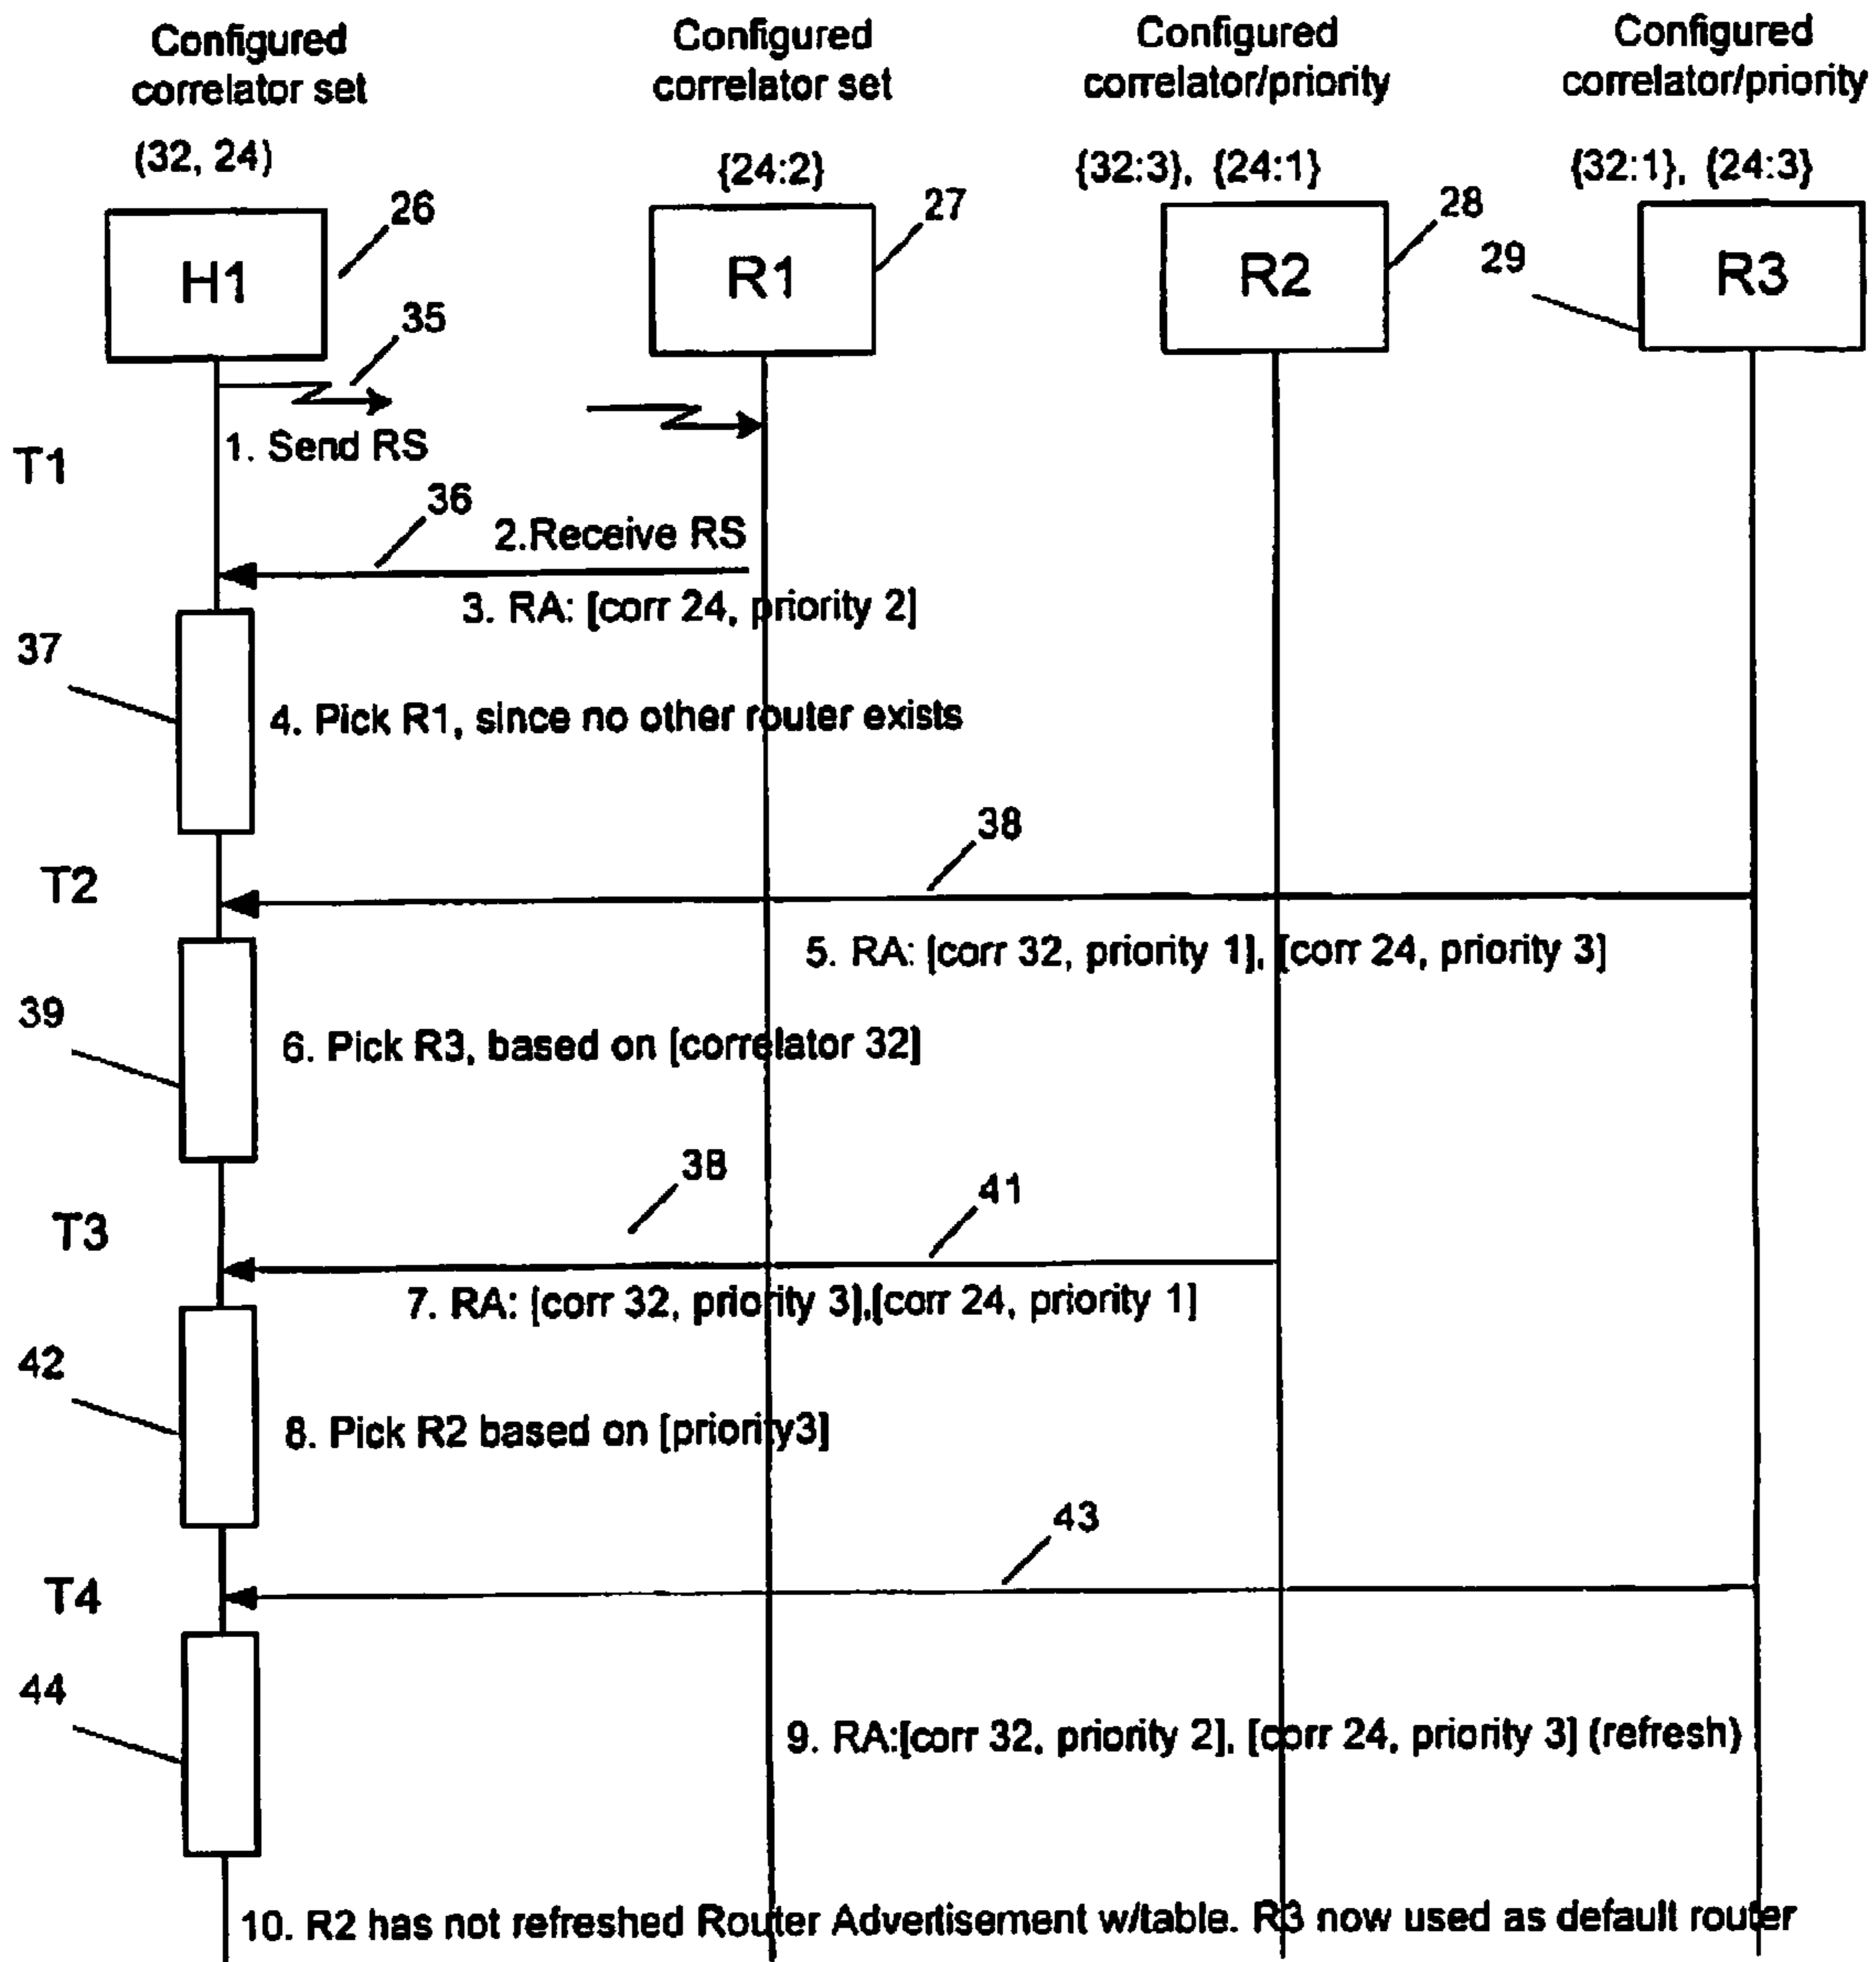 Configured
correlator set
(32, 24)
Configured
correlator set
{24:2}
Configured
correlator/priority
{32:3}, {24:1}
Configured
correlator/priority
{32:1}, {24:3}
H1
26
R1
27
R2
28
R3
29
35
1. Send RS
T1
36
2.Receive RS
3. RA: [corr 24, priority 2]
37
4. Pick R1, since no other router exists
38
T2
5. RA: [corr 32, priority 1], [corr 24, priority 3]
39
6. Pick R3, based on [correlator 32]
38
41
T3
7. RA: [corr 32, priority 3],[corr 24, priority 1]
42
8. Pick R2 based on [priority3]
43
T4
44
9. RA:[corr 32, priority 2], [corr 24, priority 3] (refresh)
10. R2 has not refreshed Router Advertisement w/table. R3 now used as default router